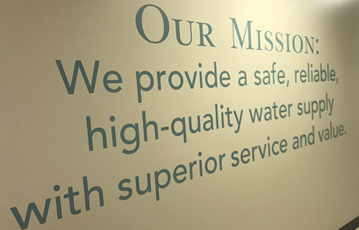 OUR MISSION:
We provide a safe, reliable,
high-quality water supply
with superior service and value.